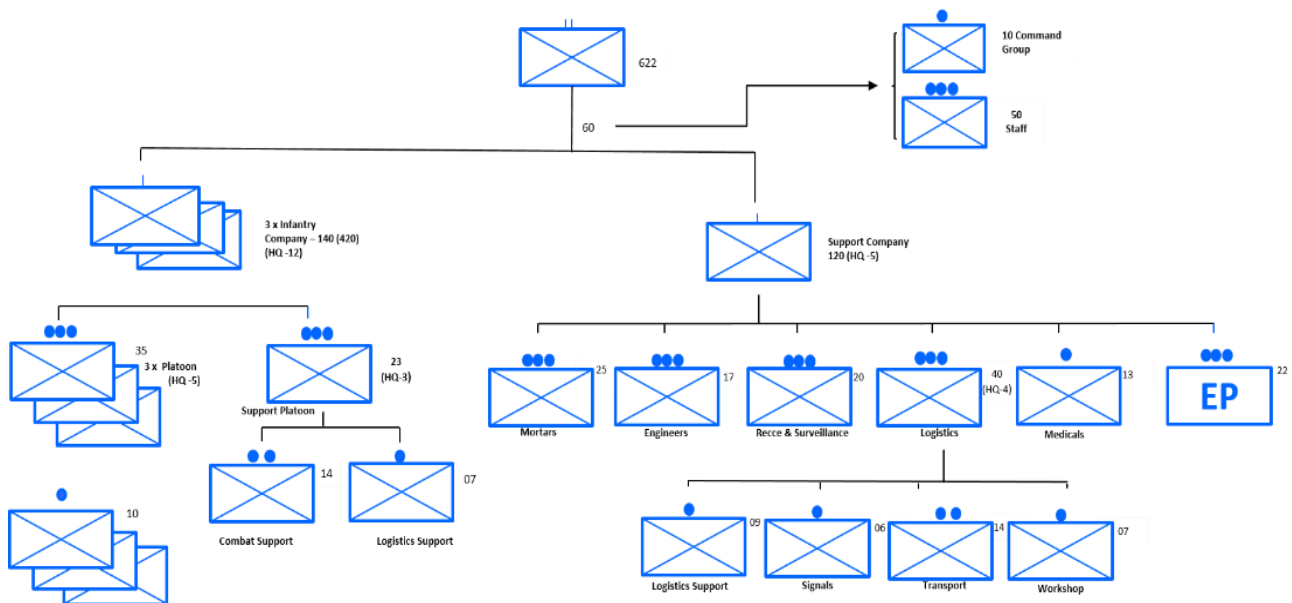 622
10 Command
Group
50
Staff
60
3 x Infantry
Company – 140 (420)
(HQ -12)
Support Company
120 (HQ -5)
35
3 x Platoon
(HQ -5)
23
(HQ-3)
Support Platoon
14
Combat Support
07
Logistics Support
10
25
Mortars
17
Engineers
20
Recce & Surveillance
40
(HQ-4)
Logistics
13
Medicals
22
EP
09
Logistics Support
06
Signals
14
Transport
07
Workshop